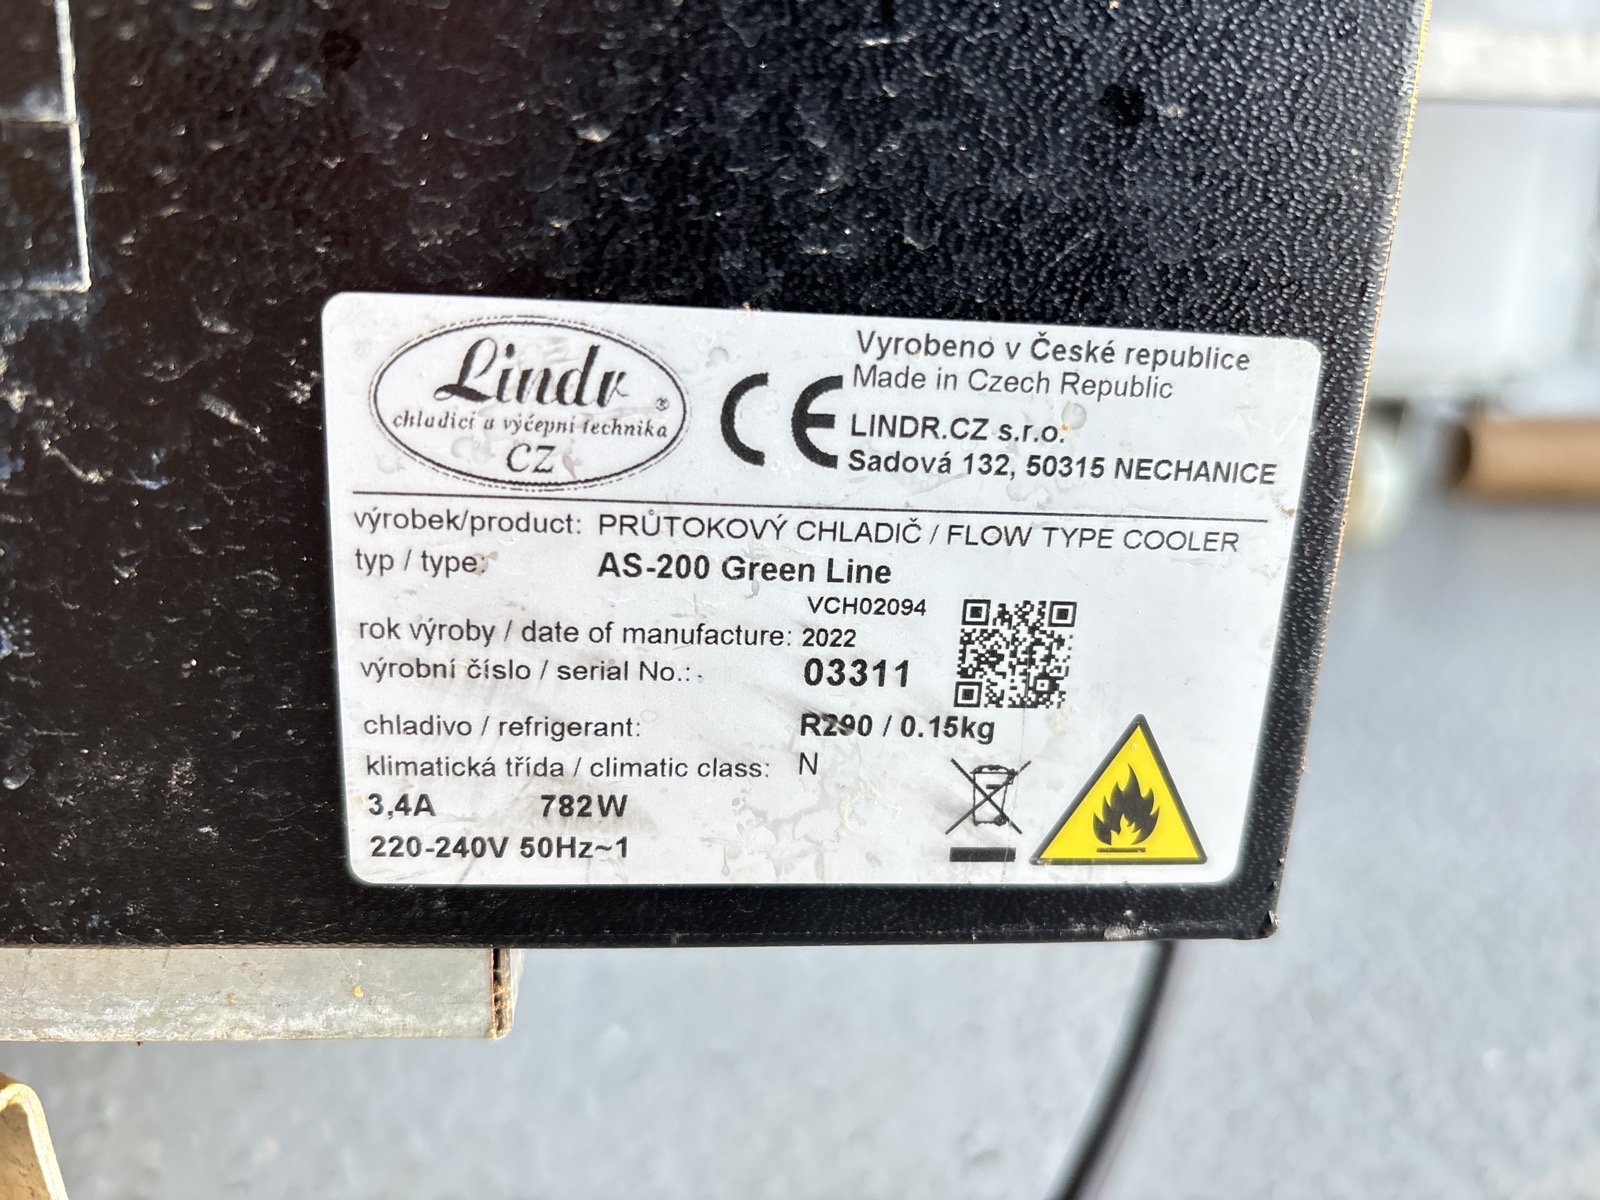 Lindr ®
chladicí a výčepní technika
CZ
CE
Vyrobeno v České republice
Made in Czech Republic
LINDR.CZ s.r.o.
Sadová 132, 50315 NECHANICE
výrobek/product: PRŮTOKOVÝ CHLADIČ / FLOW TYPE COOLER
typ / type: AS-200 Green Line
VCH02094
rok výroby / date of manufacture: 2022
výrobní číslo / serial No.: 03311
chladivo / refrigerant: R290 / 0.15kg
klimatická třída / climatic class: N
3,4A 782W
220-240V 50Hz~1